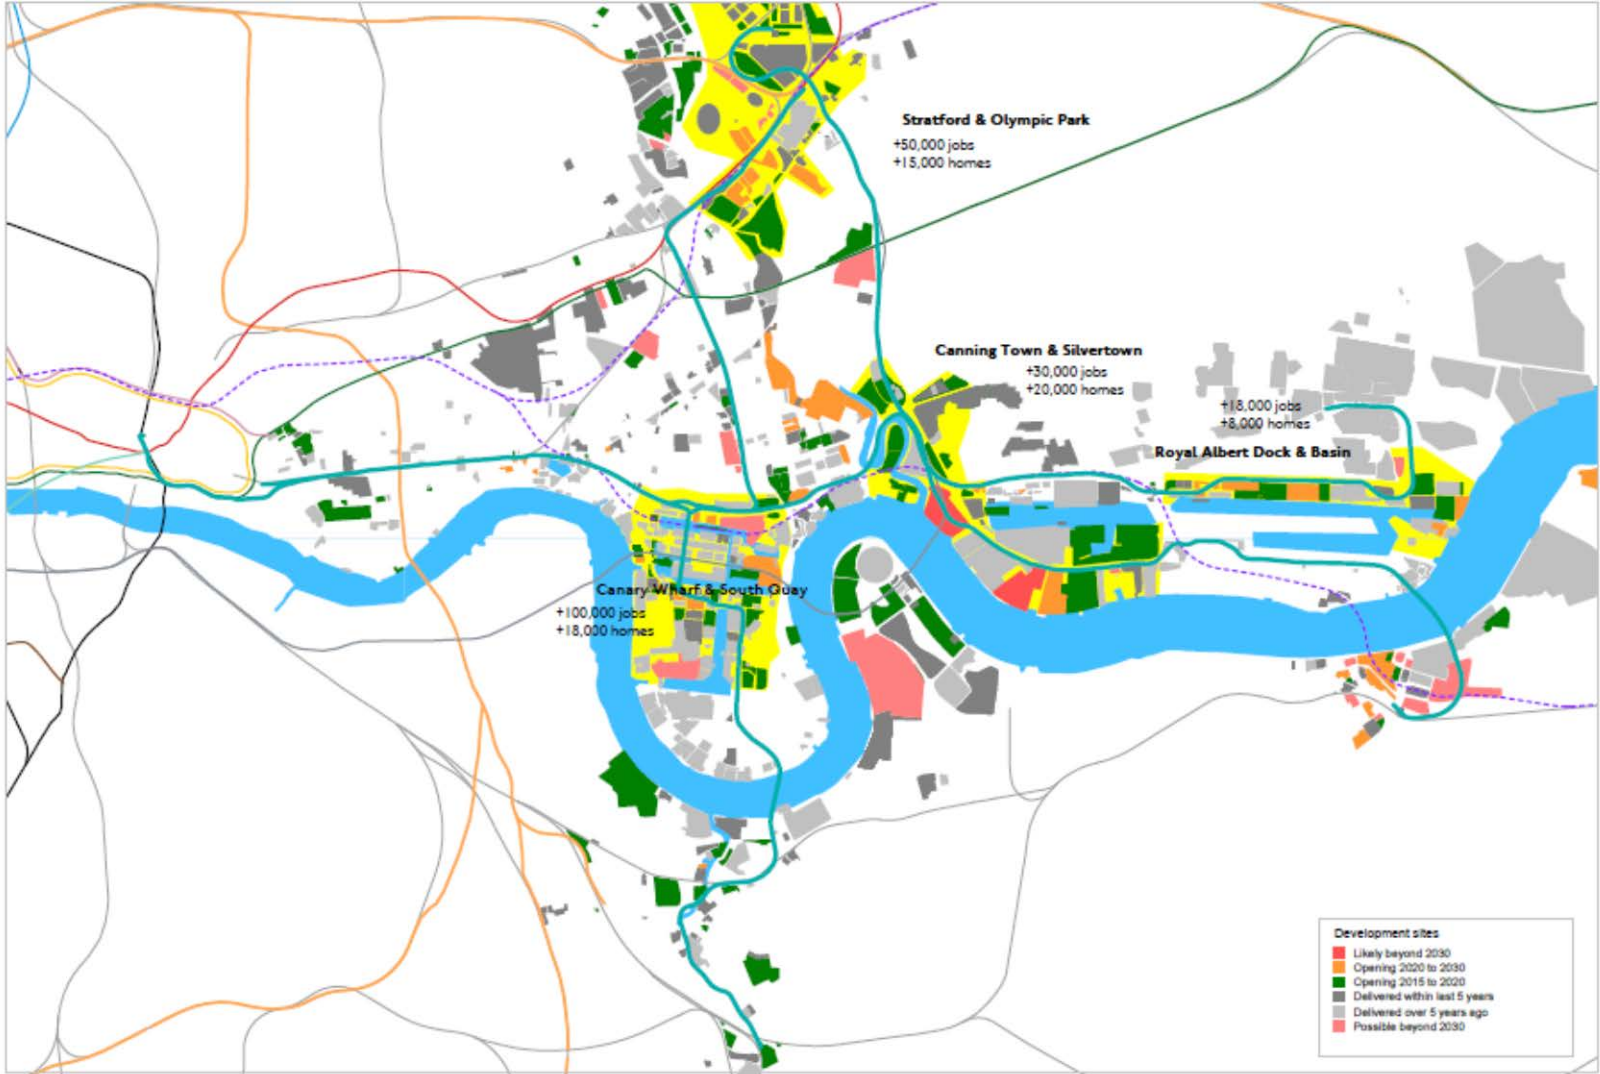 Stratford & Olympic Park
+50,000 jobs
+15,000 homes
Canning Town & Silvertown
+30,000 jobs
+20,000 homes
+18,000 jobs
+8,000 homes
Royal Albert Dock & Basin
Canary Wharf & South Quay
+100,000 jobs
+18,000 homes
Development sites
Likely beyond 2030
Opening 2020 to 2030
Opening 2015 to 2020
Delivered within last 5 years
Delivered over 5 years ago
Possible beyond 2030